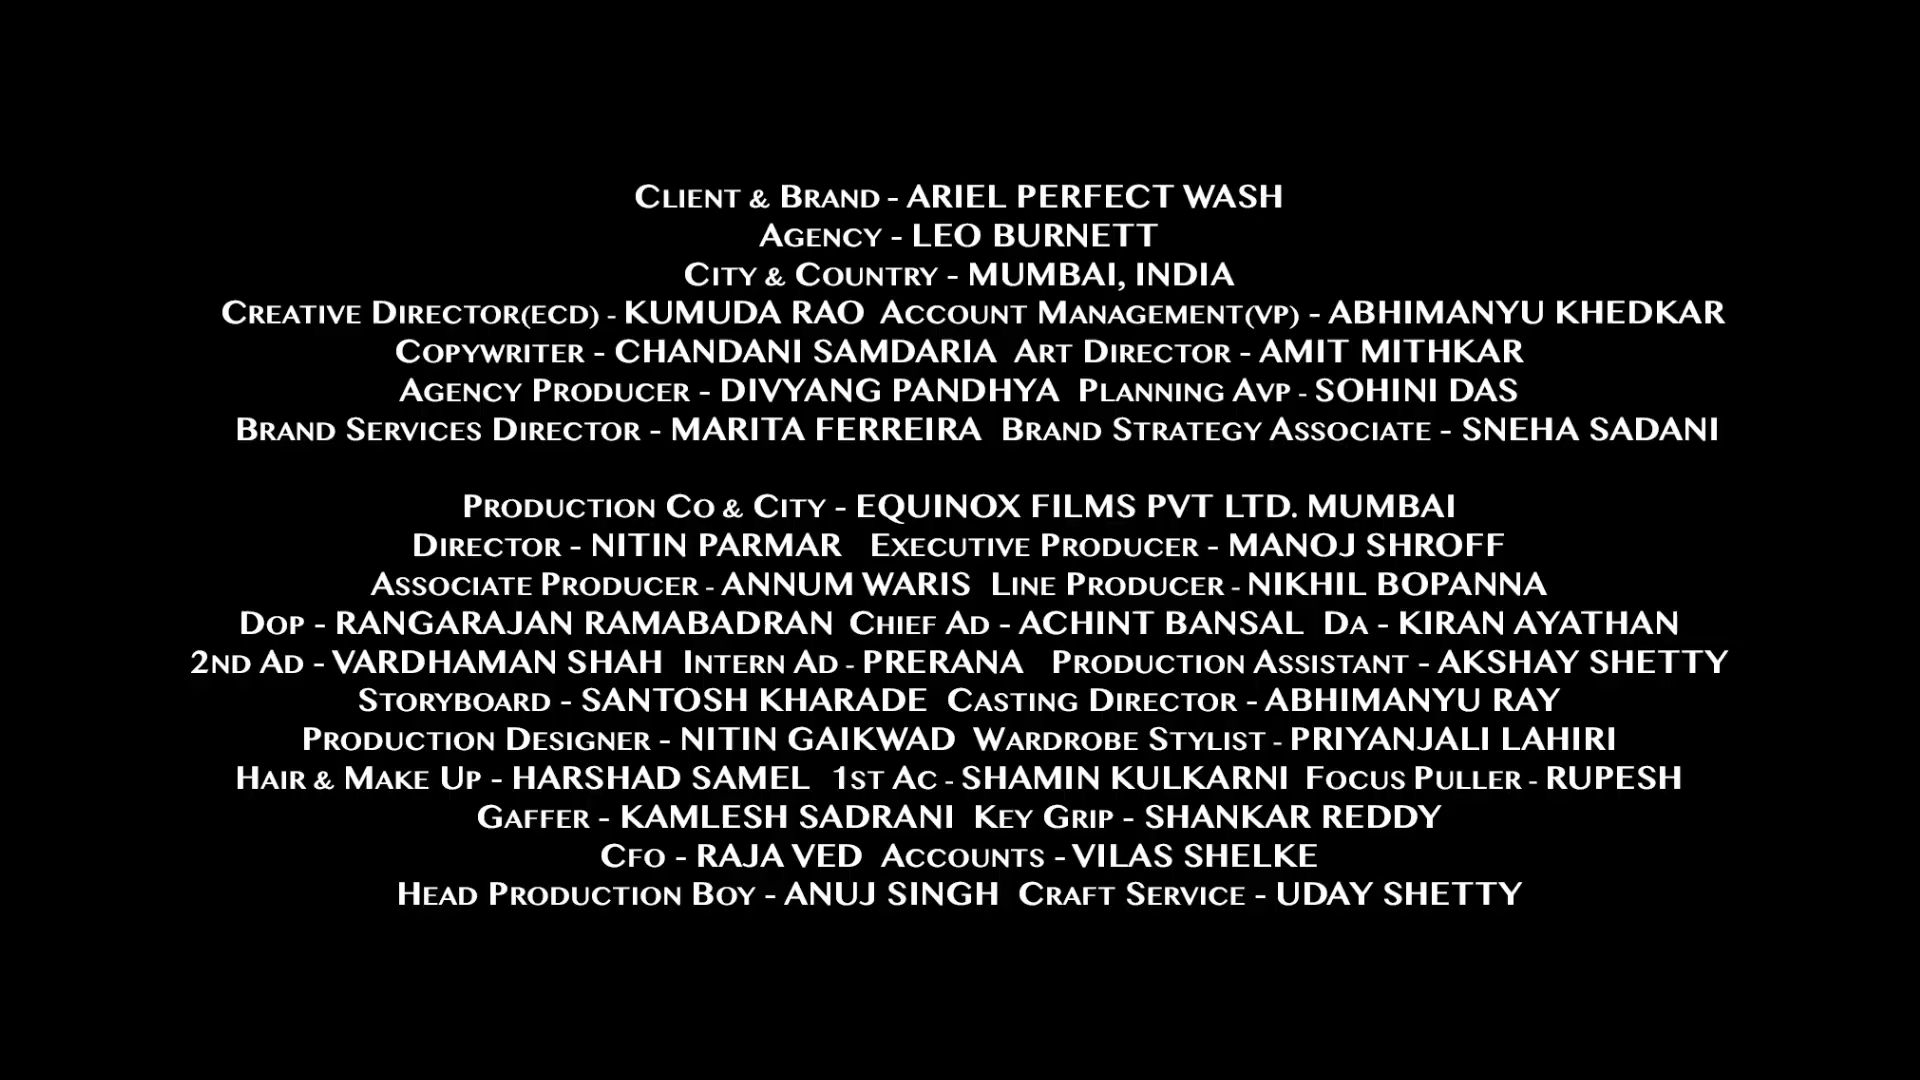 Client & Brand - ARIEL PERFECT WASH
Agency - LEO BURNETT
City & Country - MUMBAI, INDIA
Creative Director(ecd) - KUMUDA RAO Account Management(vp) - ABHIMANYU KHEDKAR
Copywriter - CHANDANI SAMDARIA Art Director - AMIT MITHKAR
Agency Producer - DIVYANG PANDHYA Planning Avp - SOHINI DAS
Brand Services Director - MARITA FERREIRA Brand Strategy Associate - SNEHA SADANI
Production Co & City - EQUINOX FILMS PVT LTD. MUMBAI
Director - NITIN PARMAR Executive Producer - MANOJ SHROFF
Associate Producer - ANNUM WARIS Line Producer - NIKHIL BOPANNA
Dop - RANGARAJAN RAMABADRAN Chief Ad - ACHINT BANSAL Da - KIRAN AYATHAN
2nd Ad - VARDHAMAN SHAH Intern Ad - PRERANA Production Assistant - AKSHAY SHETTY
Storyboard - SANTOSH KHARADE Casting Director - ABHIMANYU RAY
Production Designer - NITIN GAIKWAD Wardrobe Stylist - PRIYANJALI LAHIRI
Hair & Make Up - HARSHAD SAMEL 1st Ac - SHAMIN KULKARNI Focus Puller - RUPESH
Gaffer - KAMLESH SADRANI Key Grip - SHANKAR REDDY
Cfo - RAJA VED Accounts - VILAS SHELKE
Head Production Boy - ANUJ SINGH Craft Service - UDAY SHETTY